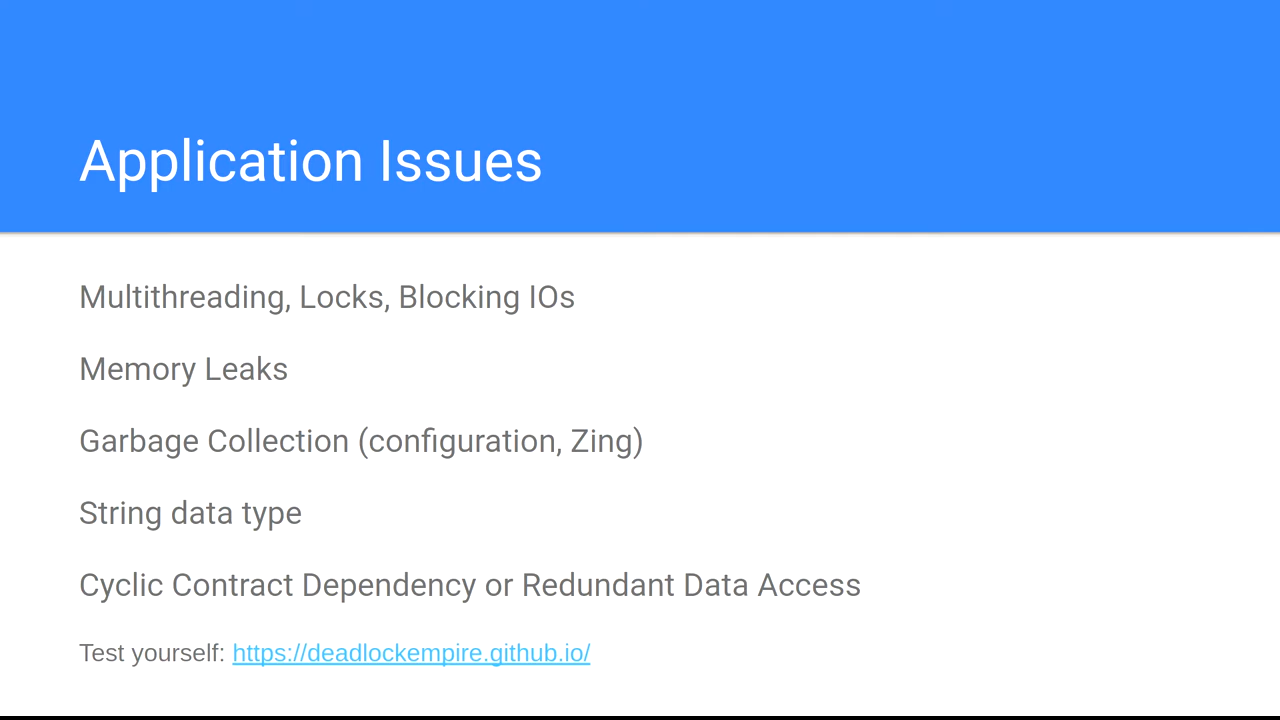 Application Issues
Multithreading, Locks, Blocking IOs
Memory Leaks
Garbage Collection (configuration, Zing)
String data type
Cyclic Contract Dependency or Redundant Data Access
Test yourself: https://deadlockempire.github.io/